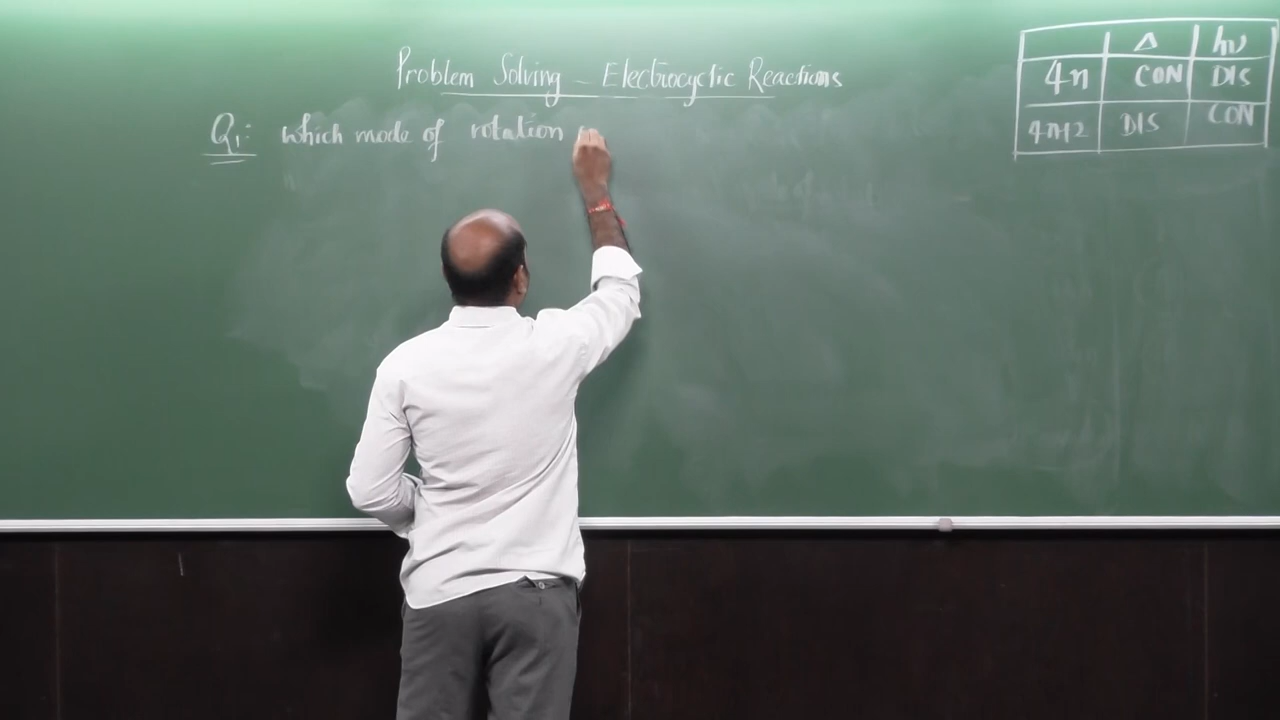 Problem Solving - Electrocyclic Reactions
Q1: which mode of rotation
Δ hν
4n CON DIS
4n+2 DIS CON